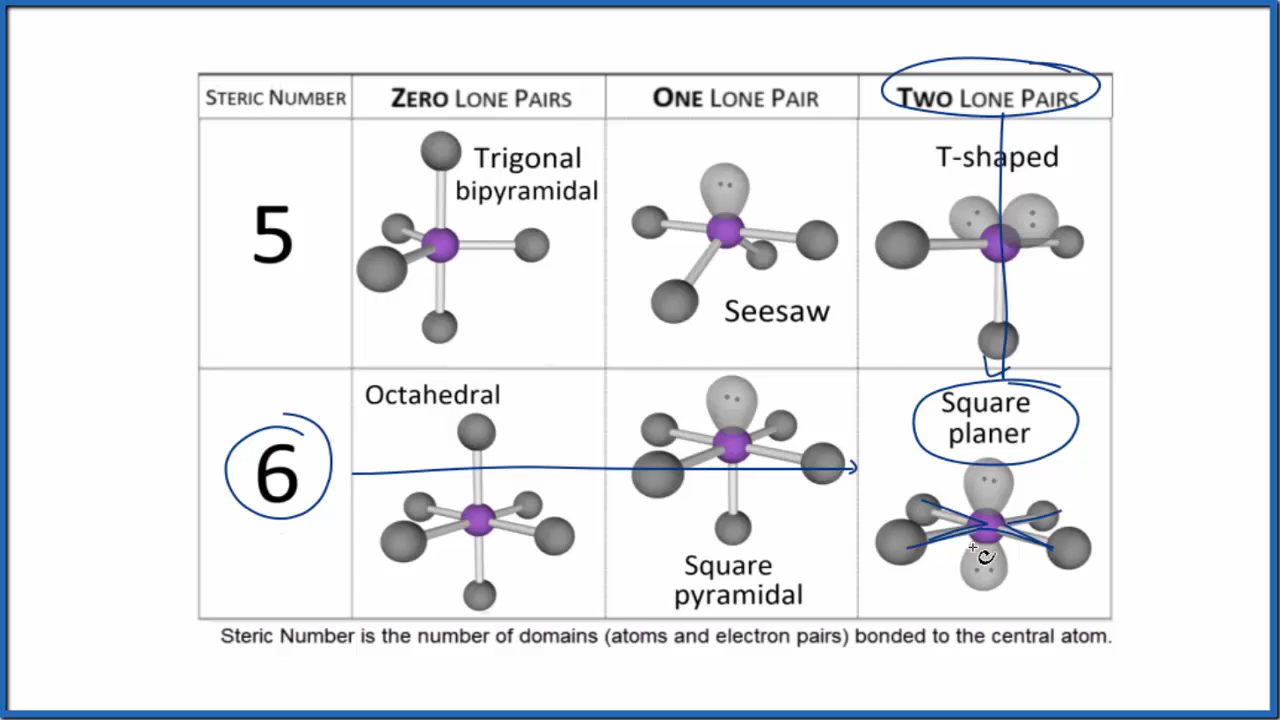 STERIC NUMBER
ZERO LONE PAIRS
ONE LONE PAIR
TWO LONE PAIRS
5
Trigonal
bipyramidal
Seesaw
T-shaped
6
Octahedral
Square
pyramidal
Square
planer
Steric Number is the number of domains (atoms and electron pairs) bonded to the central atom.